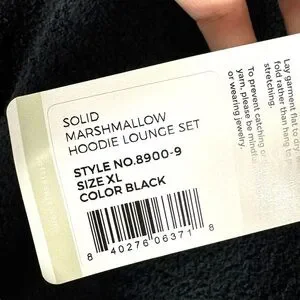 SOLID
MARSHMALLOW
HOODIE LOUNGE SET
STYLE NO.8900-9
SIZE XL
COLOR BLACK
8 40276 06371 8
Lay garment flat to dry,
fold rather than hang to
stretching.
To prevent catching
yarn, please be mindful
or wearing jewelry.